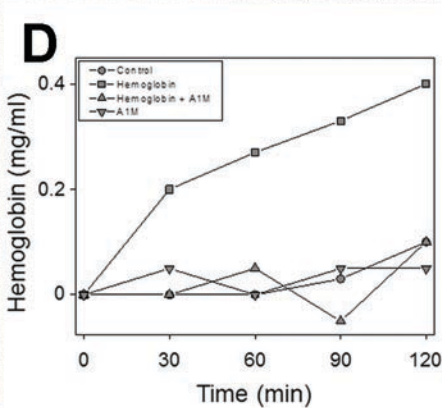 D
Control
Hemoglobin
Hemoglobin + A1M
A1M
Hemoglobin (mg/ml)
0.4
0.2
0
0 30 60 90 120
Time (min)